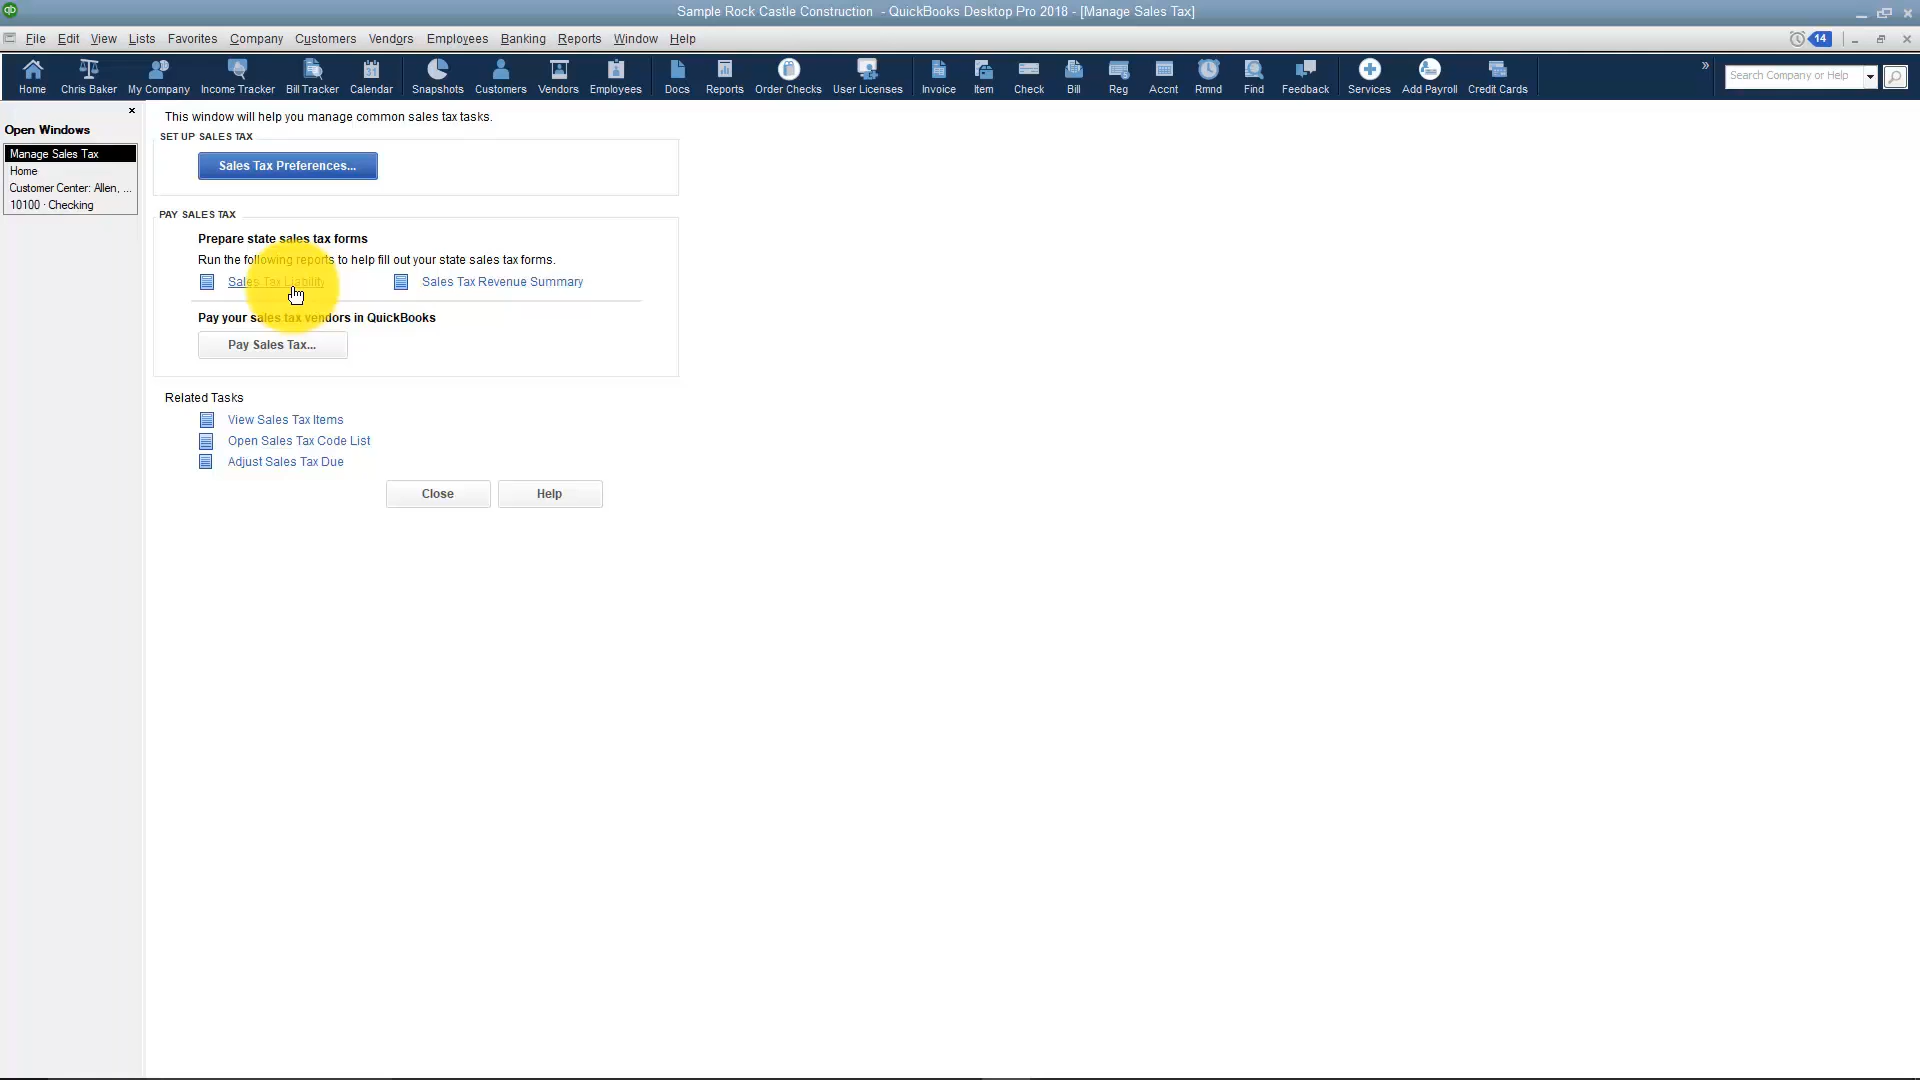 qb
Sample Rock Castle Construction - QuickBooks Desktop Pro 2018 - [Manage Sales Tax]
File Edit View Lists Favorites Company Customers Vendors Employees Banking Reports Window Help
14
31
Home Chris Baker My Company Income Tracker Bill Tracker Calendar Snapshots Customers Vendors Employees Docs Reports Order Checks User Licenses Invoice Item Check Bill Reg Accnt Rmnd Find Feedback Services Add Payroll Credit Cards
»
Search Company or Help
Open Windows
Manage Sales Tax
Home
Customer Center: Allen, ...
10100 · Checking
This window will help you manage common sales tax tasks.
SET UP SALES TAX
Sales Tax Preferences...
PAY SALES TAX
Prepare state sales tax forms
Run the following reports to help fill out your state sales tax forms.
Sales Tax Liability
Sales Tax Revenue Summary
Pay your sales tax vendors in QuickBooks
Pay Sales Tax...
Related Tasks
View Sales Tax Items
Open Sales Tax Code List
Adjust Sales Tax Due
Close
Help